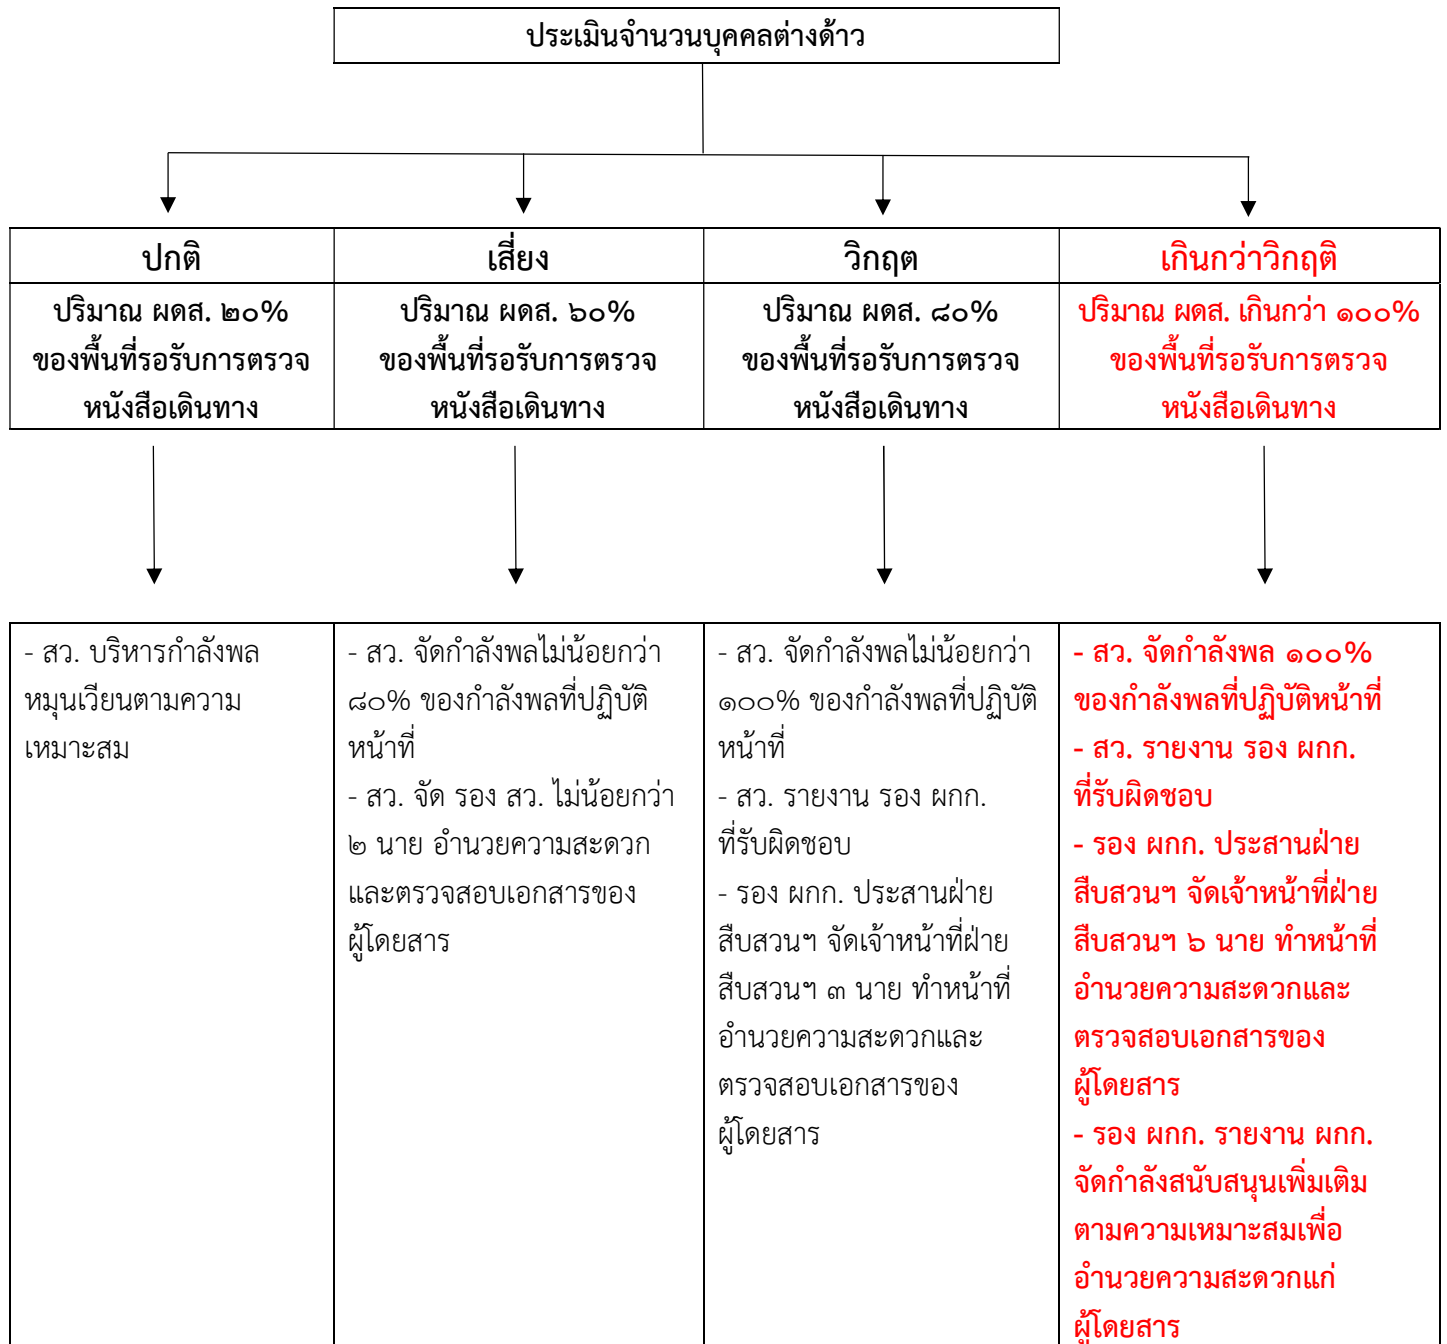 ประเมินจำนวนบุคคลต่างด้าว
ปกติ
เสี่ยง
วิกฤต
เกินกว่าวิกฤติ
ปริมาณ ผดส. ๒๐%
ของพื้นที่รอรับการตรวจ
หนังสือเดินทาง
ปริมาณ ผดส. ๖๐%
ของพื้นที่รอรับการตรวจ
หนังสือเดินทาง
ปริมาณ ผดส. ๘๐%
ของพื้นที่รอรับการตรวจ
หนังสือเดินทาง
ปริมาณ ผดส. เกินกว่า ๑๐๐%
ของพื้นที่รอรับการตรวจ
หนังสือเดินทาง
- สว. บริหารกำลังพล
หมุนเวียนตามความ
เหมาะสม
- สว. จัดกำลังพลไม่น้อยกว่า
๘๐% ของกำลังพลที่ปฏิบัติ
หน้าที่
- สว. จัด รอง สว. ไม่น้อยกว่า
๒ นาย อำนวยความสะดวก
และตรวจสอบเอกสารของ
ผู้โดยสาร
- สว. จัดกำลังพลไม่น้อยกว่า
๑๐๐% ของกำลังพลที่ปฏิบัติ
หน้าที่
- สว. รายงาน รอง ผกก.
ที่รับผิดชอบ
- รอง ผกก. ประสานฝ่าย
สืบสวนฯ จัดเจ้าหน้าที่ฝ่าย
สืบสวนฯ ๓ นาย ทำหน้าที่
อำนวยความสะดวกและ
ตรวจสอบเอกสารของ
ผู้โดยสาร
- สว. จัดกำลังพล ๑๐๐%
ของกำลังพลที่ปฏิบัติหน้าที่
- สว. รายงาน รอง ผกก.
ที่รับผิดชอบ
- รอง ผกก. ประสานฝ่าย
สืบสวนฯ จัดเจ้าหน้าที่ฝ่าย
สืบสวนฯ ๖ นาย ทำหน้าที่
อำนวยความสะดวกและ
ตรวจสอบเอกสารของ
ผู้โดยสาร
- รอง ผกก. รายงาน ผกก.
จัดกำลังสนับสนุนเพิ่มเติม
ตามความเหมาะสมเพื่อ
อำนวยความสะดวกแก่
ผู้โดยสาร